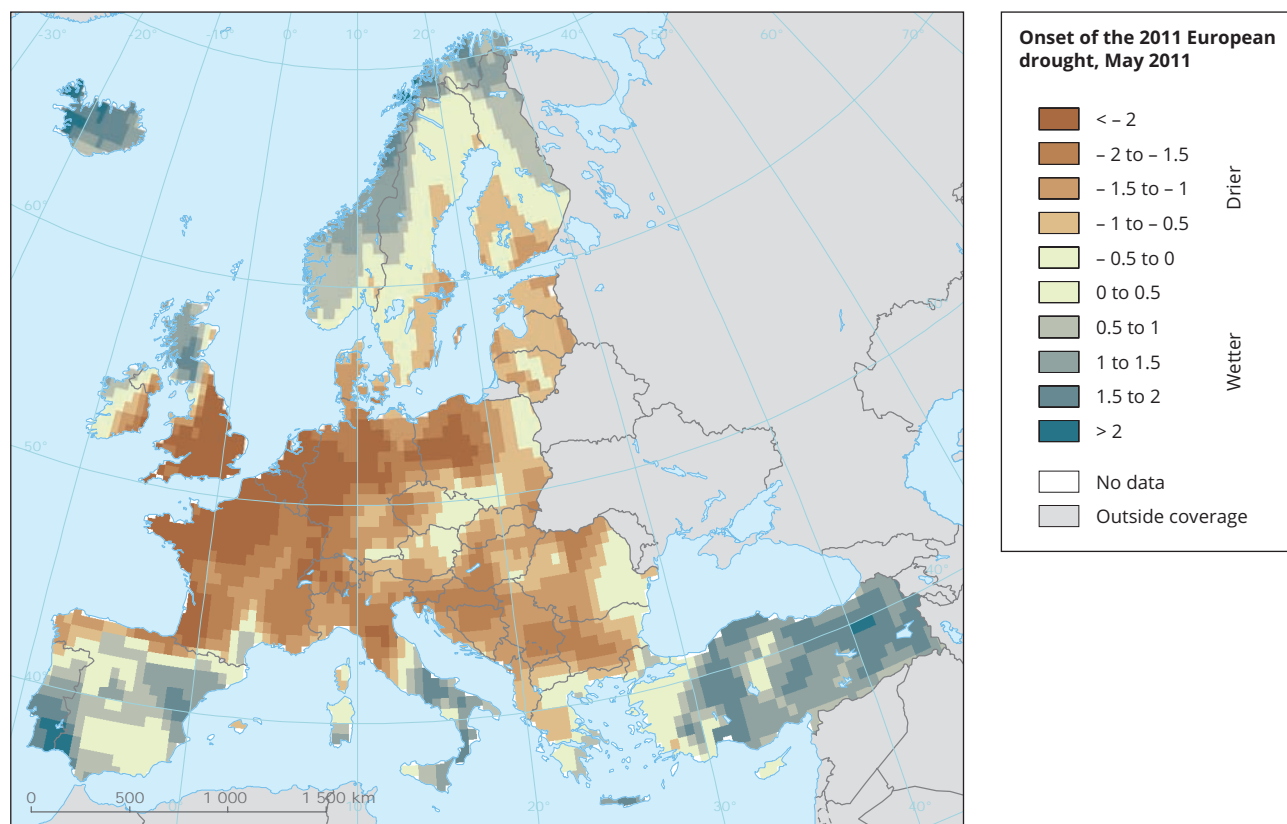 -30°
-20°
-10°
0°
10°
20°
30°
40°
50°
60°
70°
60°
50°
40°
40°
0
500
1 000
1 500 km
0°
10°
20°
30°
40°
Onset of the 2011 European
drought, May 2011
< – 2
– 2 to – 1.5
– 1.5 to – 1
– 1 to – 0.5
– 0.5 to 0
0 to 0.5
0.5 to 1
1 to 1.5
1.5 to 2
> 2
Drier
Wetter
No data
Outside coverage